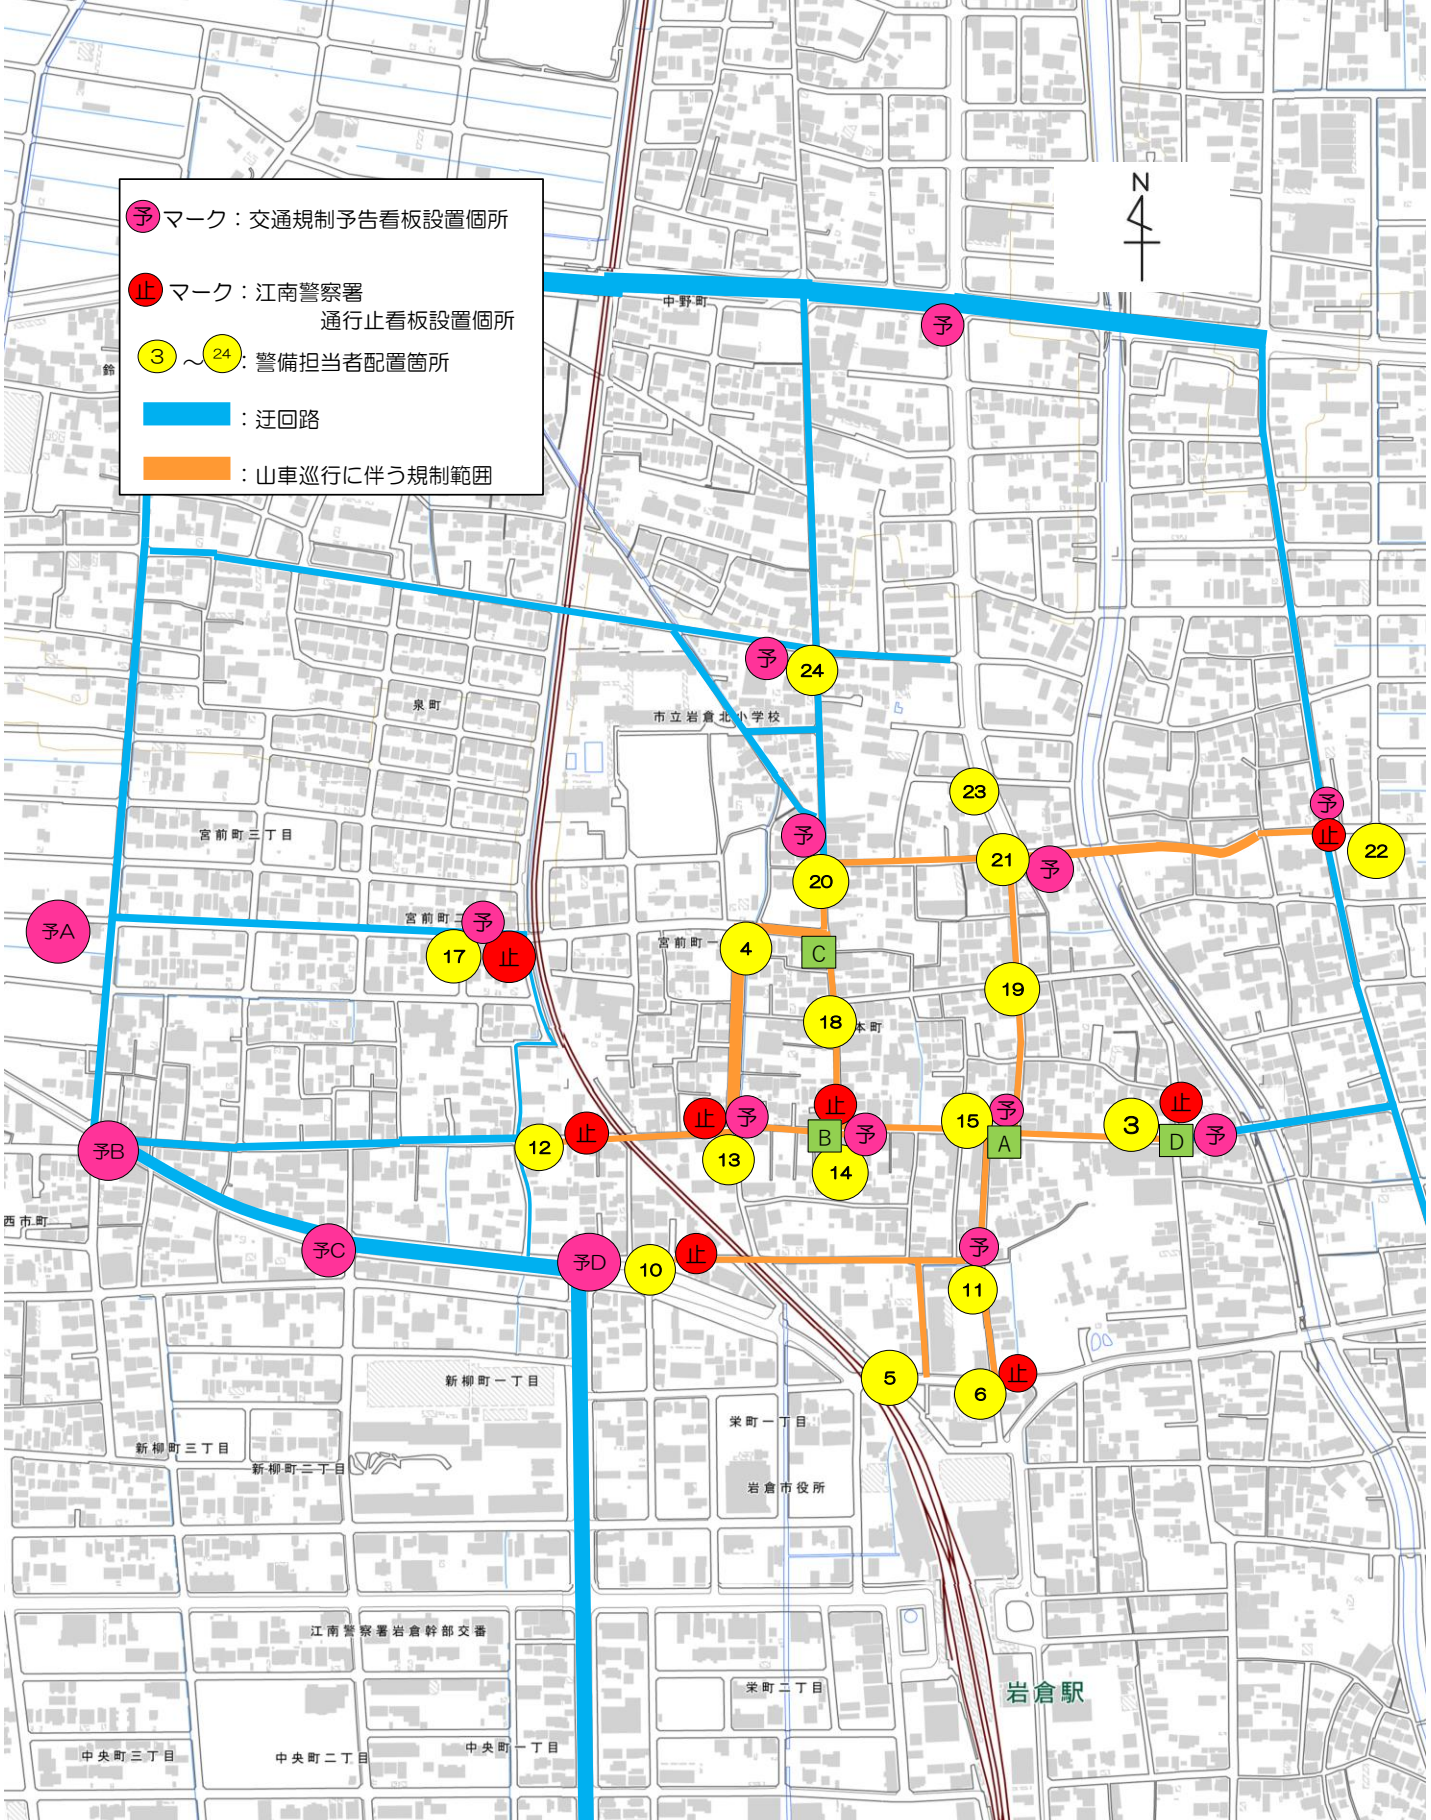 N
予 マーク：交通規制予告看板設置個所
止 マーク：江南警察署
通行止看板設置個所
3 ～ 24 ：警備担当者配置箇所
：迂回路
：山車巡行に伴う規制範囲
中野町
予
鈴
予
24
泉町
市立岩倉北小学校
23
予
止
22
宮前町三丁目
予
20
21
予
予A
宮前町二
予
17
止
宮前町一
4
C
19
18
本町
止
予
止
予
15
予
止
3
予B
12
止
13
B
予
14
A
D
予
西市町
予C
予D
10
止
予
11
5
6
止
新柳町一丁目
栄町一丁目
新柳町三丁目
新柳町二丁目
岩倉市役所
江南警察署岩倉幹部交番
栄町二丁目
岩倉駅
中央町三丁目
中央町二丁目
中央町一丁目